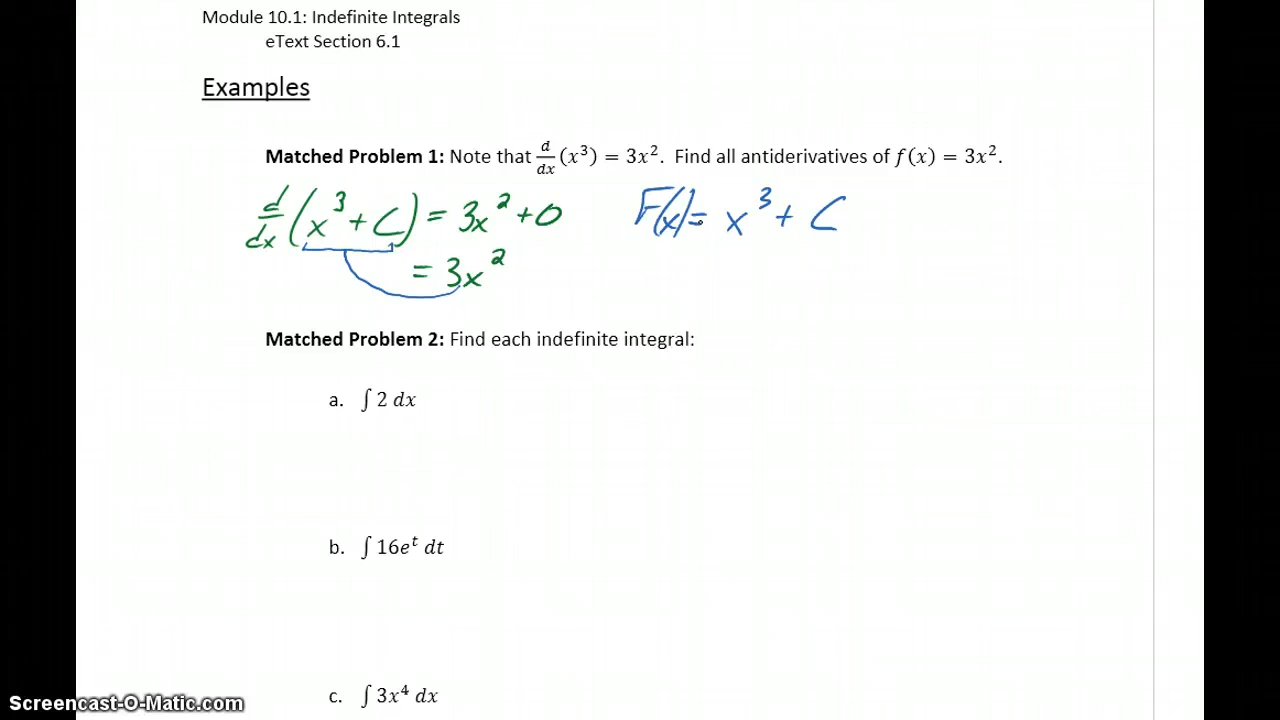 Module 10.1: Indefinite Integrals
eText Section 6.1
Examples
Matched Problem 1: Note that d/dx (x³) = 3x². Find all antiderivatives of f(x) = 3x².
d/dx (x³ + C) = 3x² + 0 F(x) = x³ + C
= 3x²
Matched Problem 2: Find each indefinite integral:
a. ∫ 2 dx
b. ∫ 16eᵗ dt
c. ∫ 3x⁴ dx
Screencast-O-Matic.com